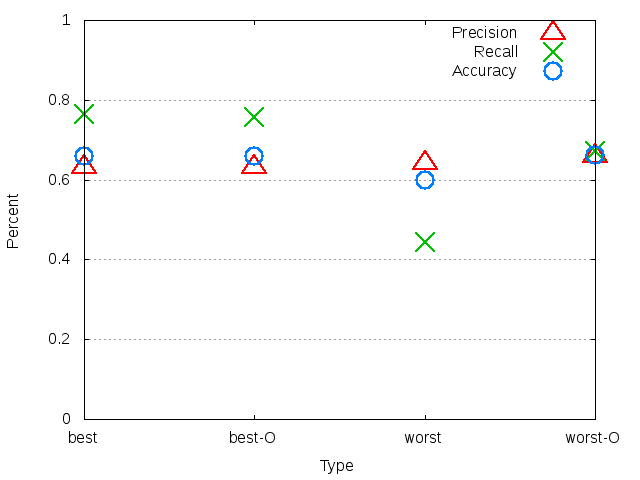 1
Precision
Recall
Accuracy
0.8
0.6
0.4
0.2
0
Percent
best best-O worst worst-O
Type